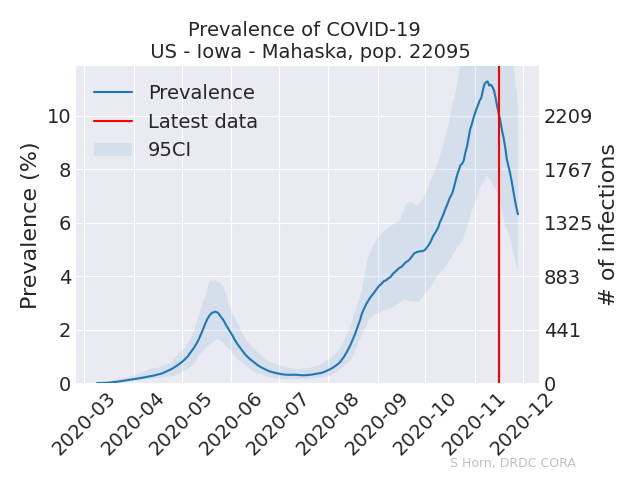 Prevalence of COVID-19
US - Iowa - Mahaska, pop. 22095
Prevalence
Latest data
95CI
Prevalence (%)
10
8
6
4
2
0
2209
1767
1325
883
441
0
# of infections
2020-03
2020-04
2020-05
2020-06
2020-07
2020-08
2020-09
2020-10
2020-11
2020-12
S Horn, DRDC CORA